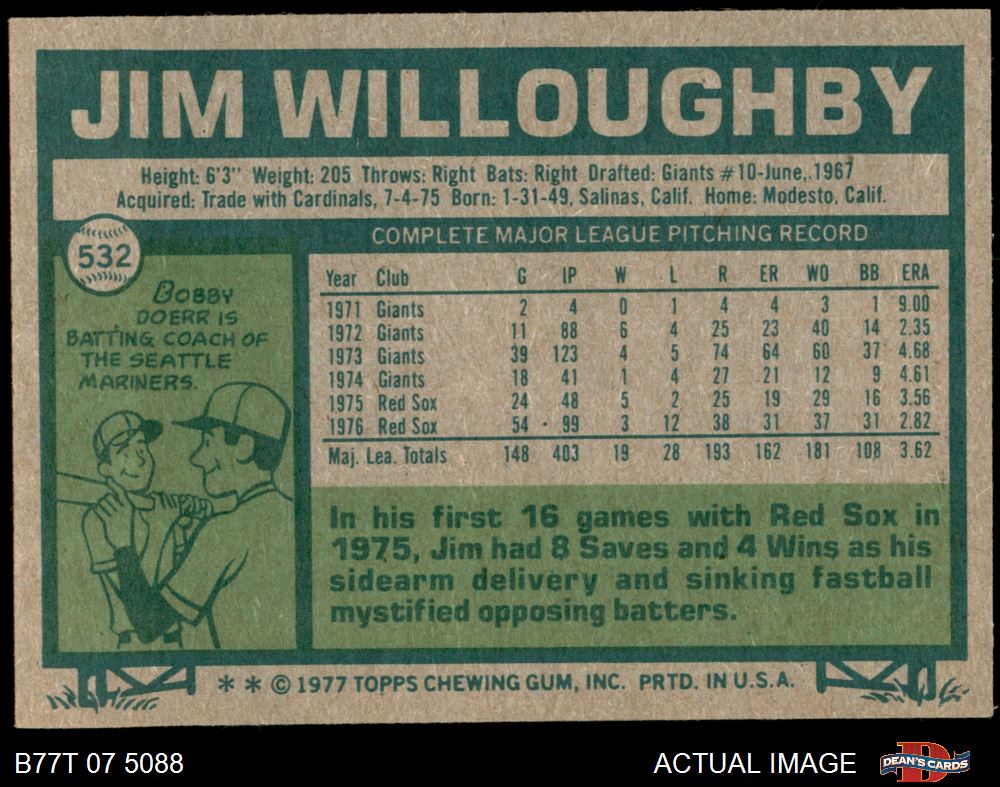 JIM WILLOUGHBY
Height: 6'3" Weight: 205 Throws: Right Bats: Right Drafted: Giants #10-June, 1967
Acquired: Trade with Cardinals, 7-4-75 Born: 1-31-49, Salinas, Calif. Home: Modesto, Calif.
532
BOBBY
DOERR IS
BATTING COACH OF
THE SEATTLE
MARINERS.
COMPLETE MAJOR LEAGUE PITCHING RECORD
Year Club G IP W L R ER WO BB ERA
1971 Giants 2 4 0 1 4 4 3 1 9.00
1972 Giants 11 88 6 4 25 23 40 14 2.35
1973 Giants 39 123 4 5 74 64 60 37 4.68
1974 Giants 18 41 1 4 27 21 12 9 4.61
1975 Red Sox 24 48 5 2 25 19 29 16 3.56
1976 Red Sox 54 99 3 12 38 31 37 31 2.82
Maj. Lea. Totals 148 403 19 28 193 162 181 108 3.62
In his first 16 games with Red Sox in
1975, Jim had 8 Saves and 4 Wins as his
sidearm delivery and sinking fastball
mystified opposing batters.
* * © 1977 TOPPS CHEWING GUM, INC. PRTD. IN U.S.A.
B77T 07 5088
ACTUAL IMAGE
DEAN'S CARDS